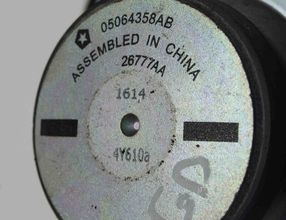 05064358AB
ASSEMBLED IN CHINA
26777AA
1614
4Y610a